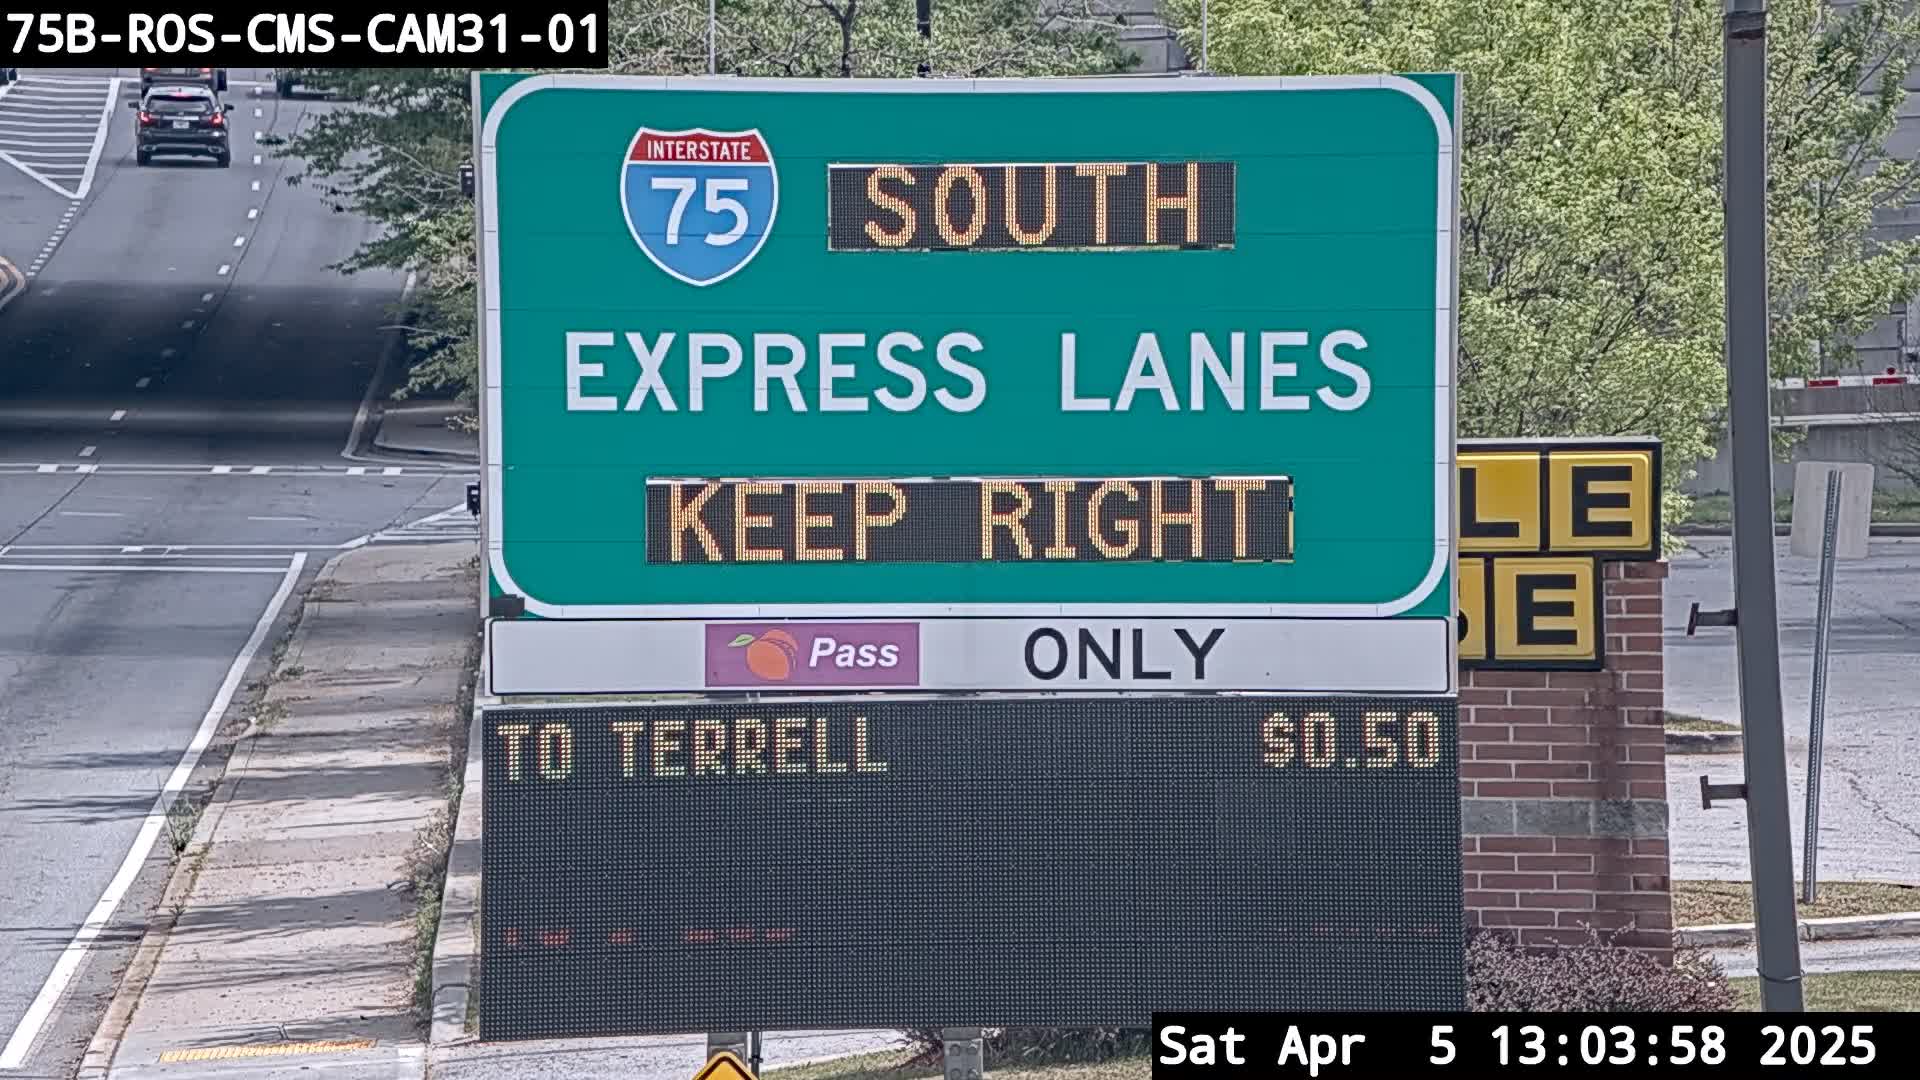 75B-ROS-CMS-CAM31-01
INTERSTATE
75
SOUTH
EXPRESS LANES
KEEP RIGHT
Pass ONLY
TO TERRELL $0.50
LE
E
Sat Apr 5 13:03:58 2025